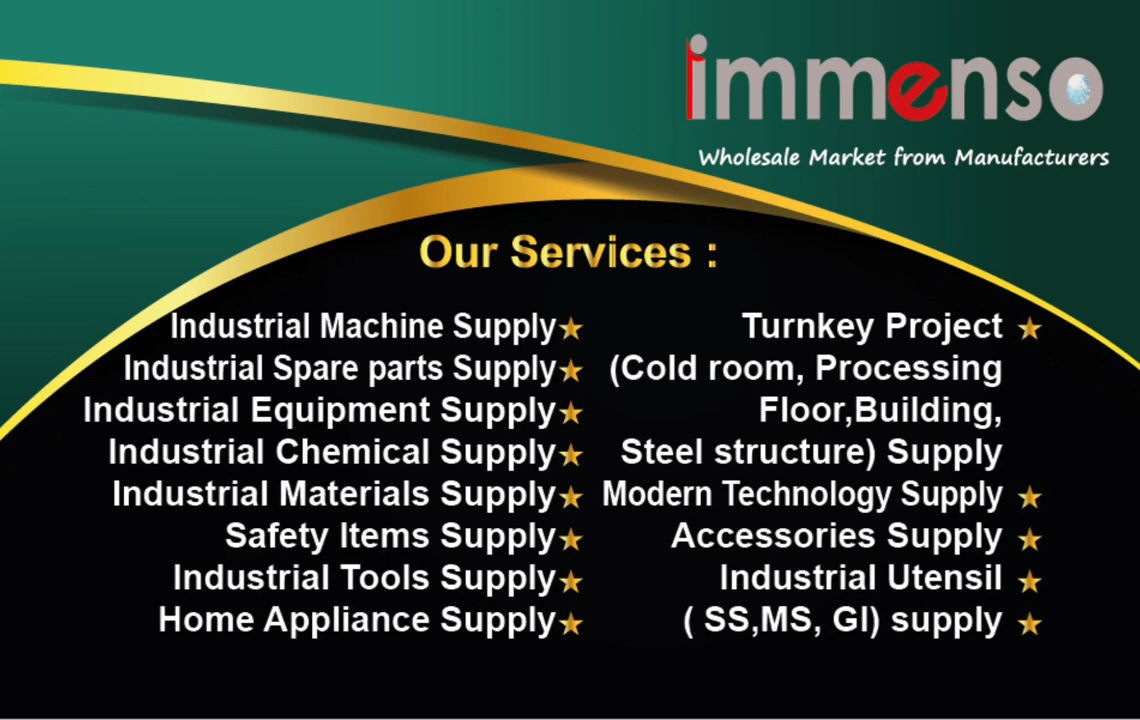 immenso
Wholesale Market from Manufacturers
Our Services :
Industrial Machine Supply
Industrial Spare parts Supply
Industrial Equipment Supply
Industrial Chemical Supply
Industrial Materials Supply
Safety Items Supply
Industrial Tools Supply
Home Appliance Supply
Turnkey Project
(Cold room, Processing
Floor,Building,
Steel structure) Supply
Modern Technology Supply
Accessories Supply
Industrial Utensil
( SS,MS, GI) supply